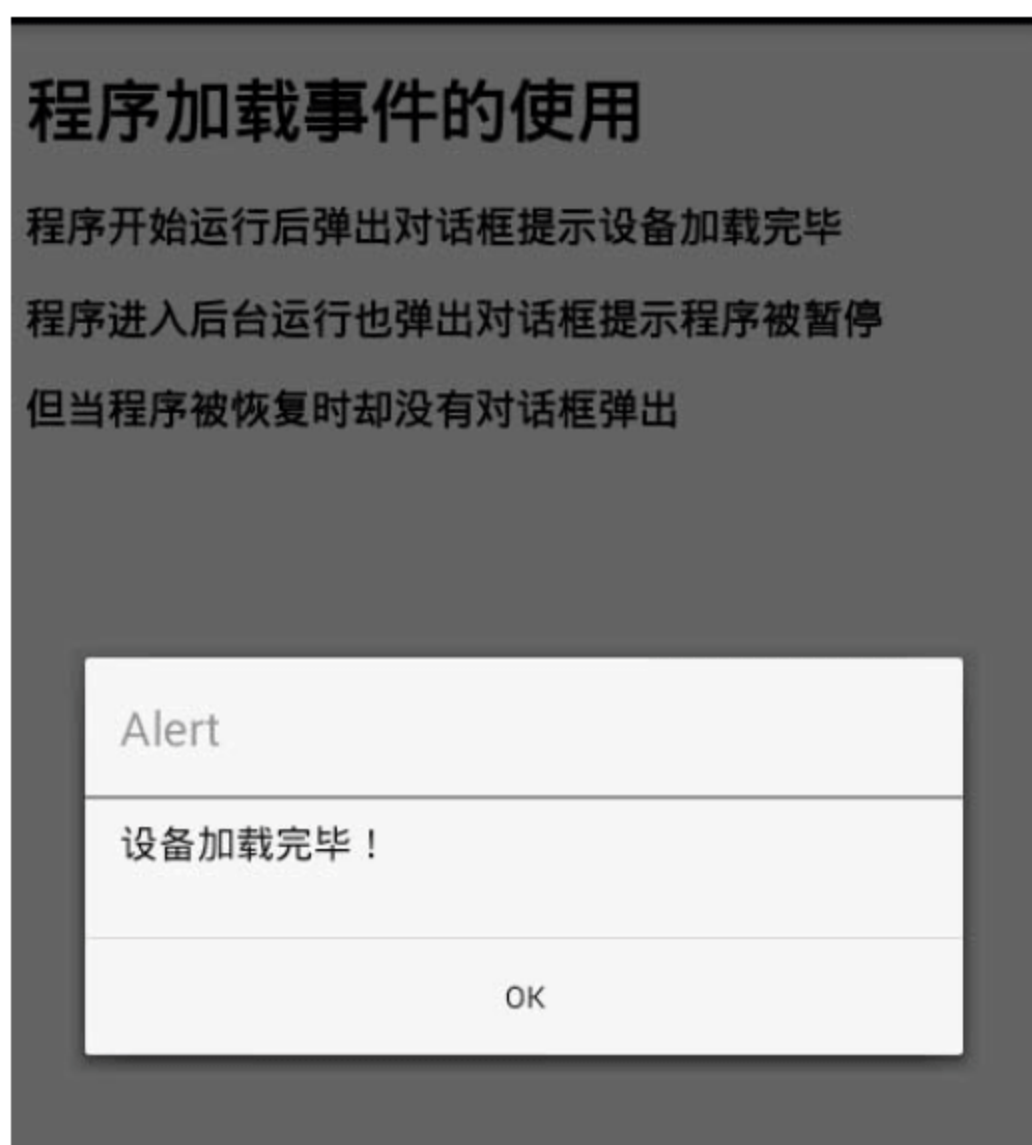 程序加载事件的使用
程序开始运行后弹出对话框提示设备加载完毕
程序进入后台运行也弹出对话框提示程序被暂停
但当程序被恢复时却没有对话框弹出
Alert
设备加载完毕！
OK